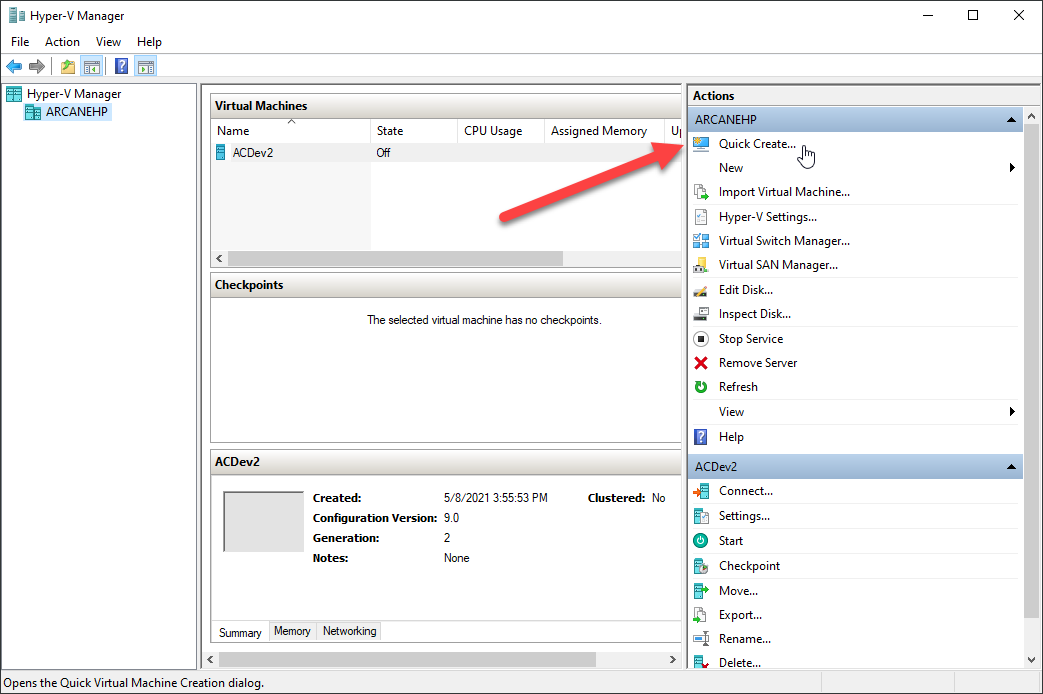 Hyper-V Manager
File Action View Help
Hyper-V Manager
ARCANEHP
Virtual Machines
Name State CPU Usage Assigned Memory Up
ACDev2 Off
Checkpoints
The selected virtual machine has no checkpoints.
ACDev2
Created: 5/8/2021 3:55:53 PM Clustered: No
Configuration Version: 9.0
Generation: 2
Notes: None
Summary Memory Networking
Actions
ARCANEHP
Quick Create...
New
Import Virtual Machine...
Hyper-V Settings...
Virtual Switch Manager...
Virtual SAN Manager...
Edit Disk...
Inspect Disk...
Stop Service
Remove Server
Refresh
View
Help
ACDev2
Connect...
Settings...
Start
Checkpoint
Move...
Export...
Rename...
Delete...
Opens the Quick Virtual Machine Creation dialog.